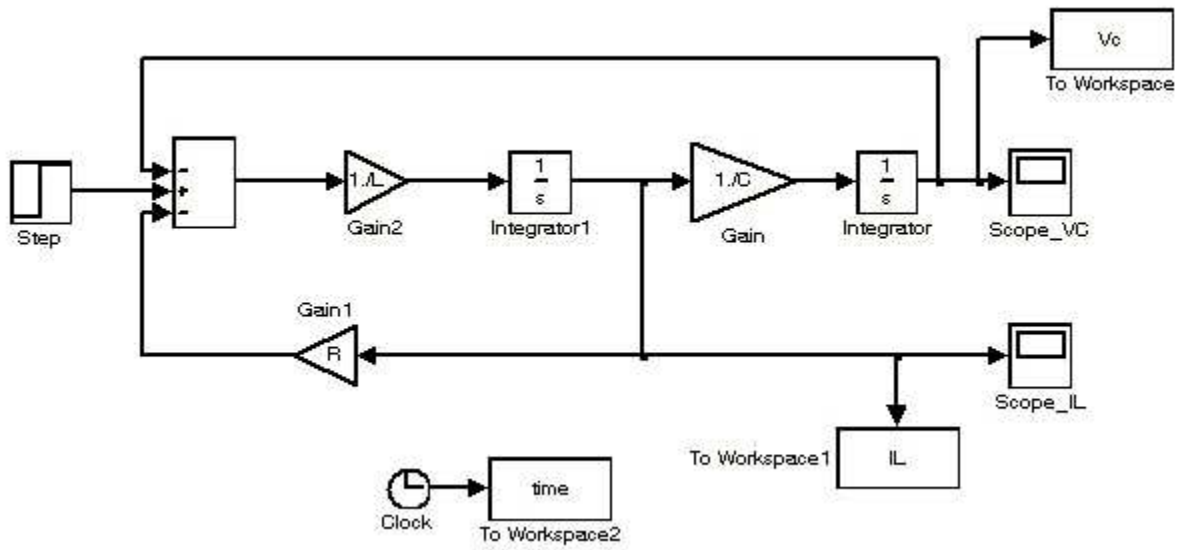 Vc
To Workspace
-
+
-
Step
1./L
Gain2
1
s
Integrator1
1./C
Gain
1
s
Integrator
Scope_VC
Gain1
R
Scope_IL
To Workspace1
IL
Clock
time
To Workspace2